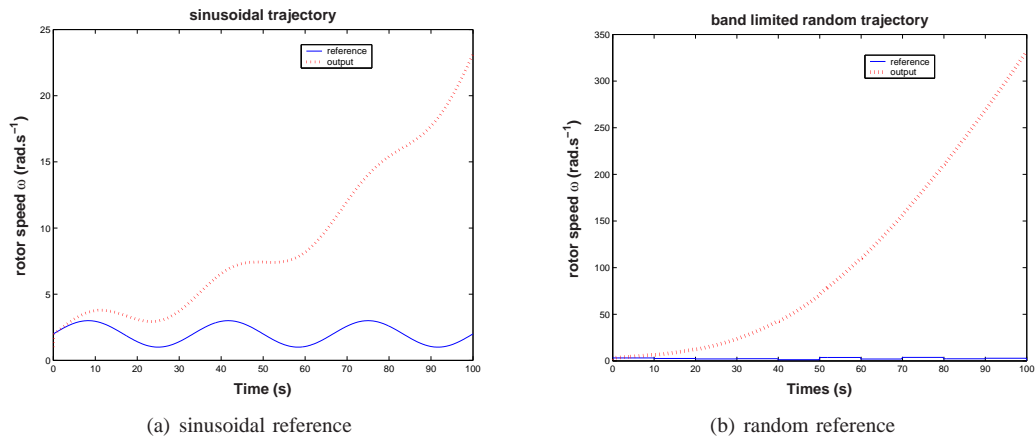 sinusoidal trajectory
25
20
15
10
5
0
rotor speed ω (rad.s⁻¹)
reference
output
0 10 20 30 40 50 60 70 80 90 100
Time (s)
(a) sinusoidal reference
band limited random trajectory
350
300
250
200
150
100
50
0
rotor speed ω (rad.s⁻¹)
reference
output
0 10 20 30 40 50 60 70 80 90 100
Times (s)
(b) random reference